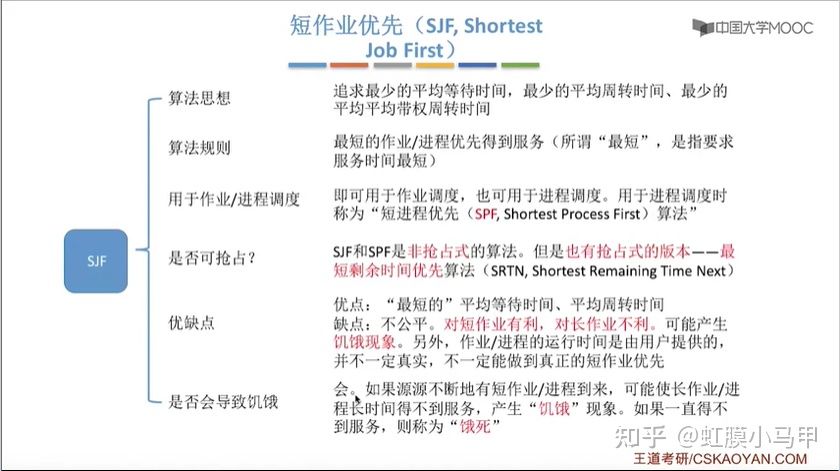 短作业优先（SJF, Shortest
Job First）
中国大学MOOC
算法思想
追求最少的平均等待时间，最少的平均周转时间、最少的
平均平均带权周转时间
算法规则
最短的作业/进程优先得到服务（所谓“最短”，是指要求
服务时间最短）
用于作业/进程调度
即可用于作业调度，也可用于进程调度。用于进程调度时
称为“短进程优先（SPF, Shortest Process First）算法”
SJF
是否可抢占？
SJF和SPF是非抢占式的算法。但是也有抢占式的版本——最
短剩余时间优先算法（SRTN, Shortest Remaining Time Next）
优缺点
优点：“最短的”平均等待时间、平均周转时间
缺点：不公平。对短作业有利，对长作业不利。可能产生
饥饿现象。另外，作业/进程的运行时间是由用户提供的，
并不一定真实，不一定能做到真正的短作业优先
是否会导致饥饿
会。如果源源不断地有短作业/进程到来，可能使长作业/进
程长时间得不到服务，产生“饥饿”现象。如果一直得不
到服务，则称为“饿死”
知乎 @虹膜小马甲
王道考研/CSKAOYAN.COM